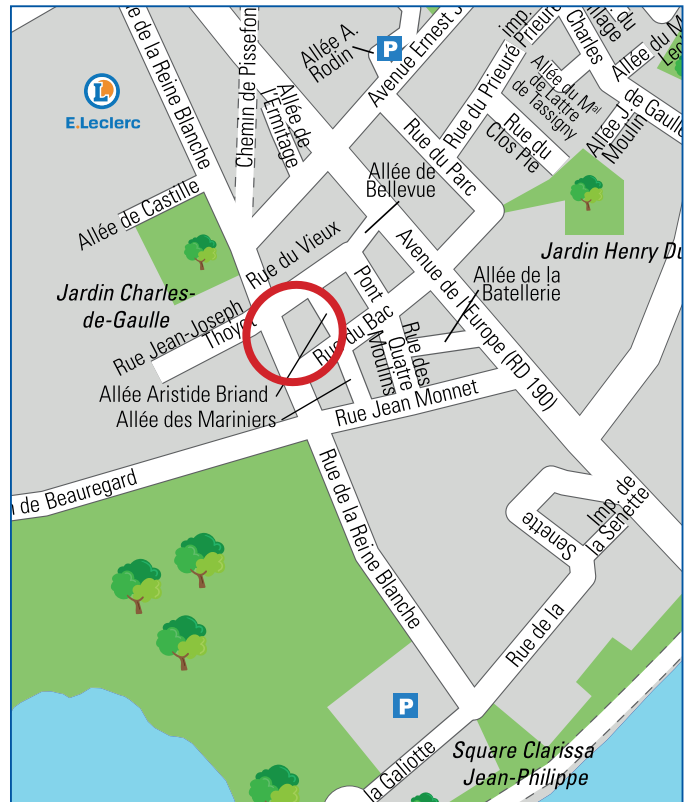 e de la Reine Blanche
Chemin de Pissefon
Allée A.
Rodin
P
Avenue Ernest J
Imp.
Prieuré
Charles
de Gaulle
Allée du M
Lec
Allée du Mal
de Lattre
de Tassigny
Allée J.
Moulin
Rue du Prieuré
Rue du
Clos Pie
L
E.Leclerc
Allée de
l'Ermitage
Rue du Parc
Allée de
Bellevue
Allée de Castille
Rue du Vieux
Pont
Avenue de l'Europe (RD 190)
Jardin Henry Du
Allée de la
Batellerie
Jardin Charles-
de-Gaulle
Rue Jean-Joseph
Thoyot
Rue du Bac
Moulins
Rue des
Quatre
Allée Aristide Briand
Allée des Mariniers
Rue Jean Monnet
n de Beauregard
Rue de la Reine Blanche
Imp. de
la Senette
Senette
Rue de la
P
Square Clarissa
Jean-Philippe
la Galiotte